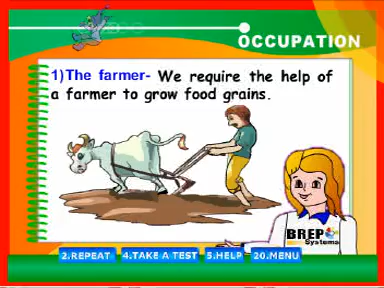 OCCUPATION
1)The farmer- We require the help of
a farmer to grow food grains.
BREP
Systems
2.REPEAT 4.TAKE A TEST 5.HELP 20.MENU